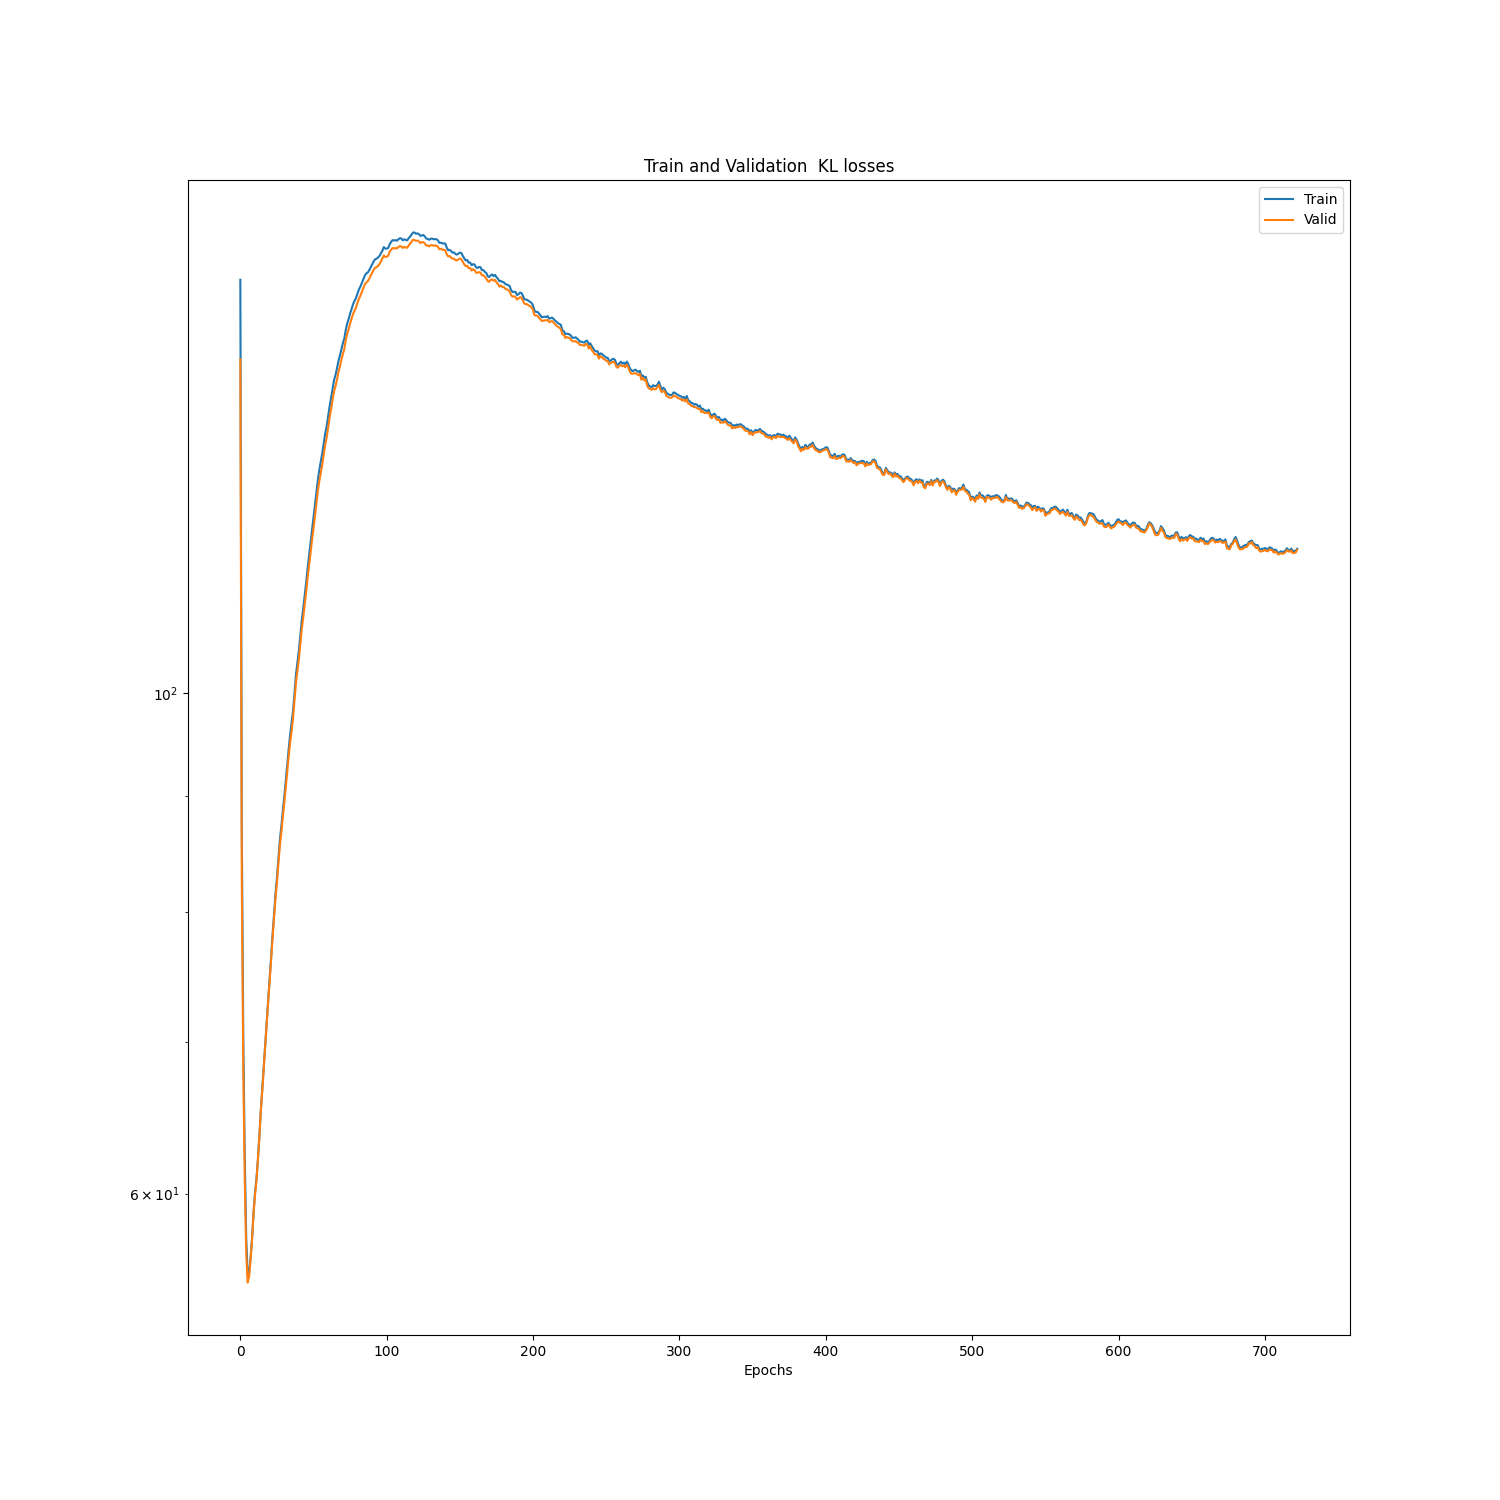 Train and Validation  KL losses
Train
Valid
10²
6 × 10¹
0 100 200 300 400 500 600 700
Epochs